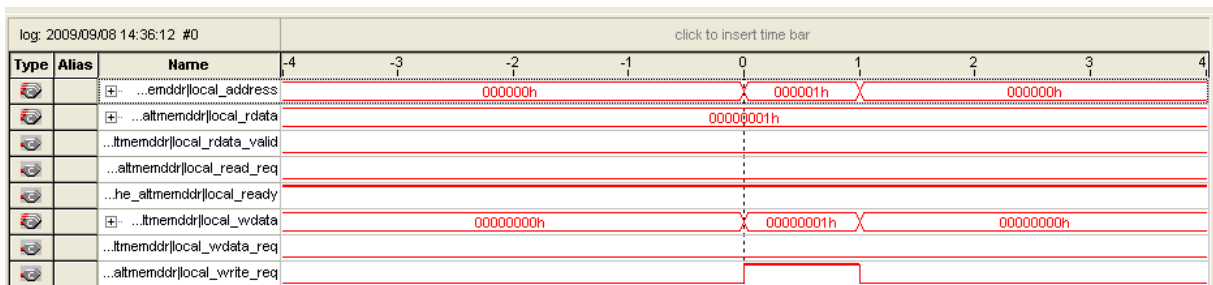 log: 2009/09/08 14:36:12 #0 click to insert time bar
Type Alias Name -4 -3 -2 -1 0 1 2 3 4
...emddr|local_address 000000h 000001h 000000h
...altmemddr|local_rdata 00000001h
...ltmemddr|local_rdata_valid
...altmemddr|local_read_req
...he_altmemddr|local_ready
...ltmemddr|local_wdata 00000000h 00000001h 00000000h
...ltmemddr|local_wdata_req
...altmemddr|local_write_req